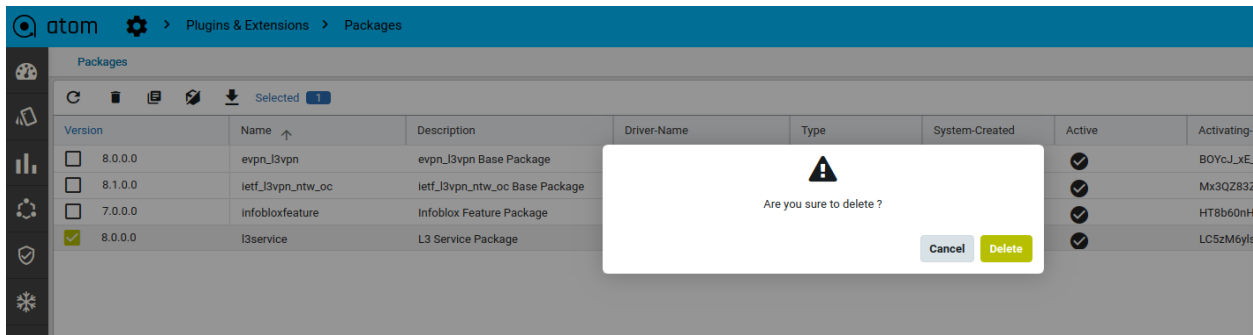 atom > Plugins & Extensions > Packages
Packages
Selected 1
Version Name Description Driver-Name Type System-Created Active Activating-
8.0.0.0 evpn_l3vpn evpn_l3vpn Base Package BOYcJ_xE_
8.1.0.0 ietf_l3vpn_ntw_oc ietf_l3vpn_ntw_oc Base Package Mx3QZ83Z
7.0.0.0 infobloxfeature Infoblox Feature Package HT8b60nH
8.0.0.0 l3service L3 Service Package LC5zM6yls
Are you sure to delete ?
Cancel Delete